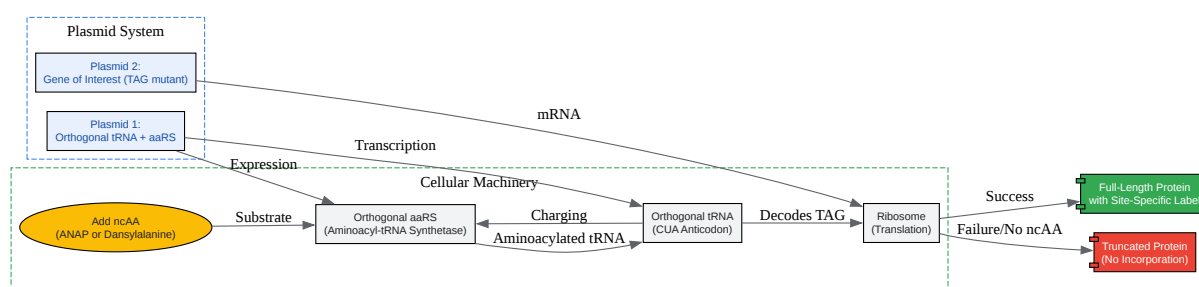 Plasmid System
Plasmid 2:
Gene of Interest (TAG mutant)
Plasmid 1:
Orthogonal tRNA + aaRS
mRNA
Transcription
Expression
Cellular Machinery
Add ncAA
(ANAP or Dansylalanine)
Substrate
Orthogonal aaRS
(Aminoacyl-tRNA Synthetase)
Charging
Aminoacylated tRNA
Orthogonal tRNA
(CUA Anticodon)
Decodes TAG
Ribosome
(Translation)
Success
Failure/No ncAA
Full-Length Protein
with Site-Specific Label
Truncated Protein
(No Incorporation)